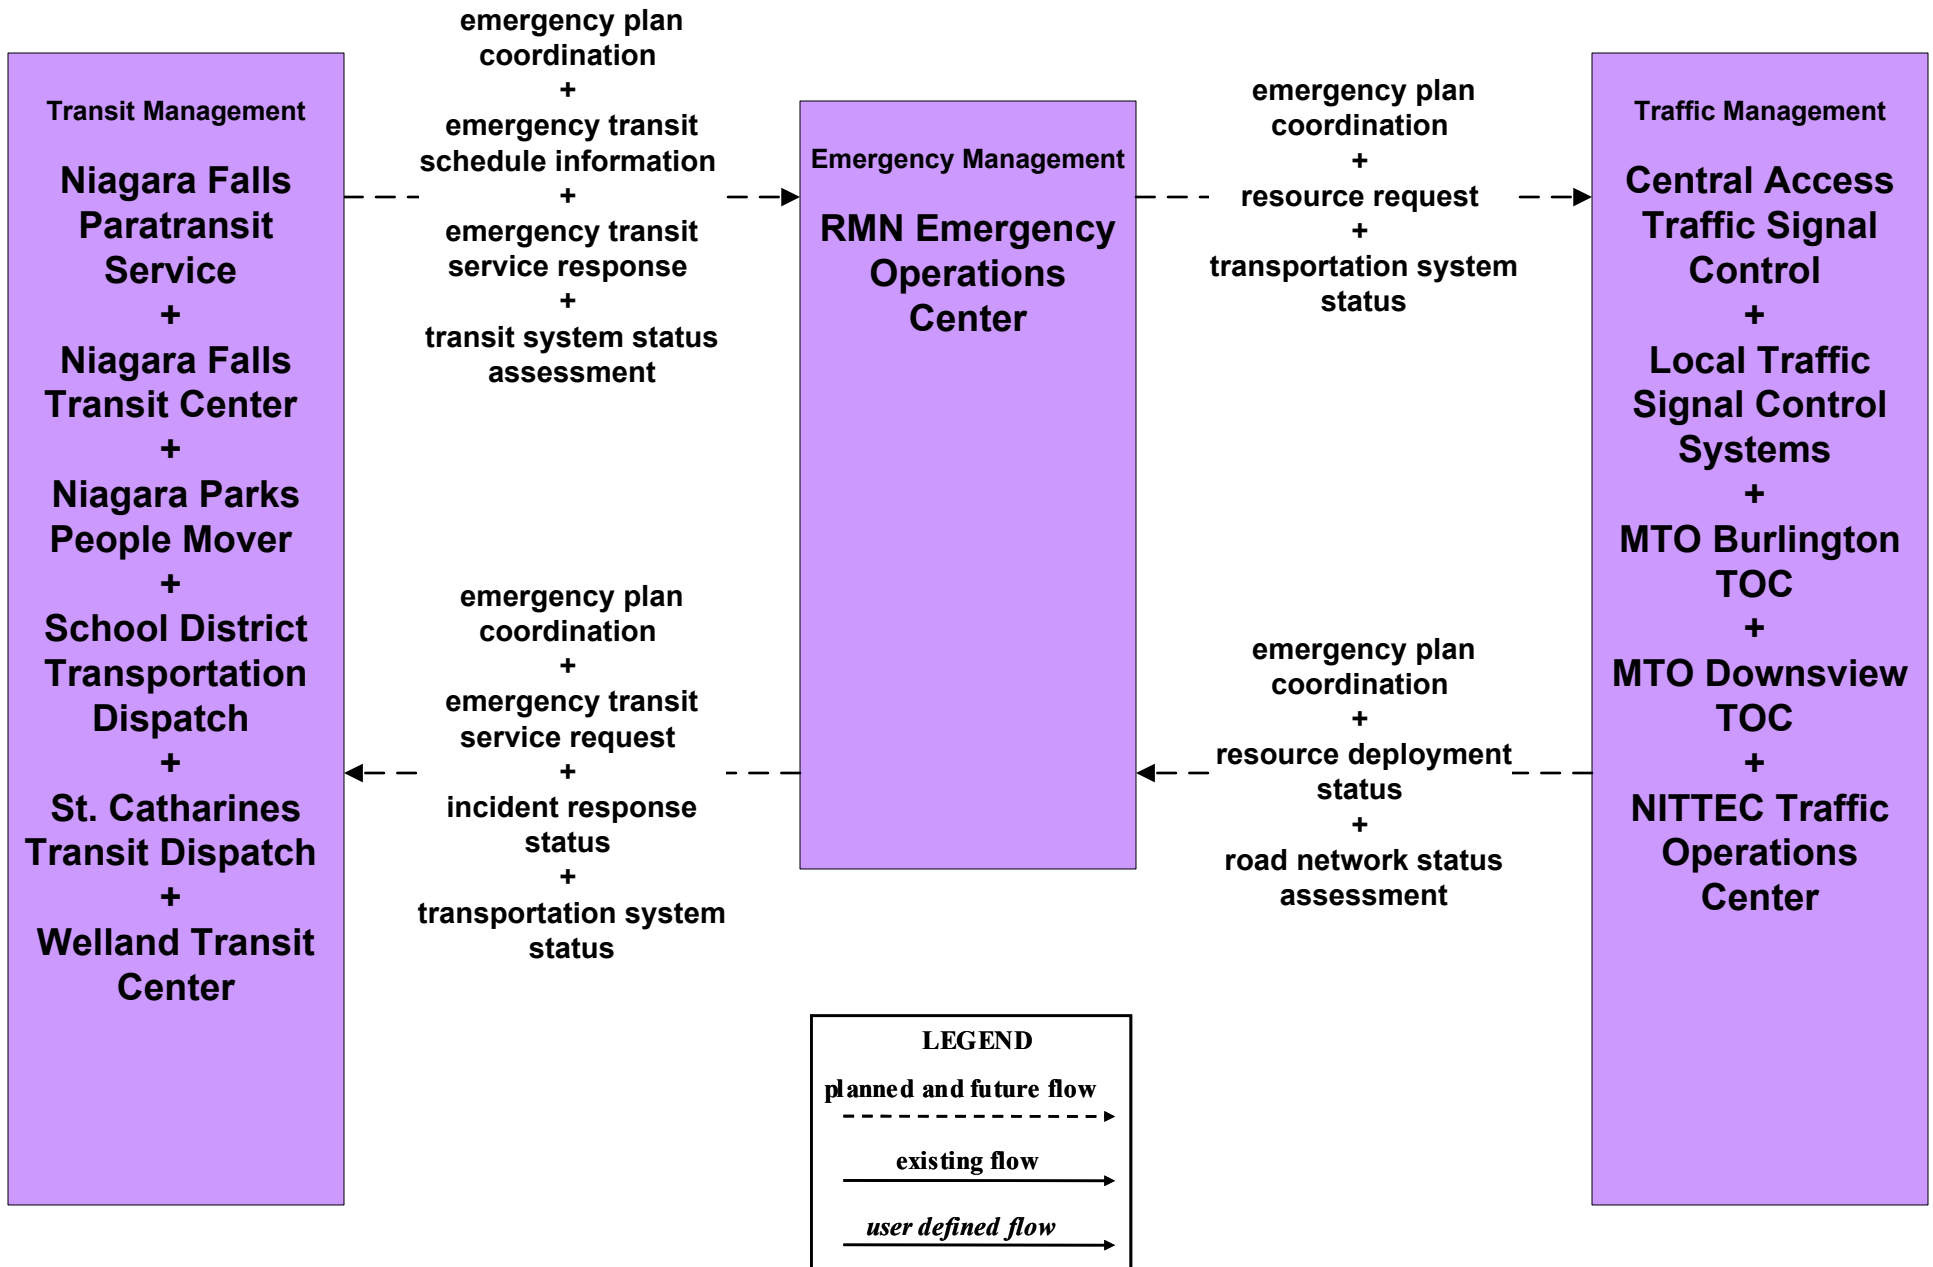 Transit Management
Niagara Falls
Paratransit
Service
+
Niagara Falls
Transit Center
+
Niagara Parks
People Mover
+
School District
Transportation
Dispatch
+
St. Catharines
Transit Dispatch
+
Welland Transit
Center
emergency plan
coordination
+
emergency transit
schedule information
+
emergency transit
service response
+
transit system status
assessment
emergency plan
coordination
+
emergency transit
service request
+
incident response
status
+
transportation system
status
Emergency Management
RMN Emergency
Operations
Center
emergency plan
coordination
+
resource request
+
transportation system
status
emergency plan
coordination
+
resource deployment
status
+
road network status
assessment
Traffic Management
Central Access
Traffic Signal
Control
+
Local Traffic
Signal Control
Systems
+
MTO Burlington
TOC
+
MTO Downsview
TOC
+
NITTEC Traffic
Operations
Center
LEGEND
planned and future flow
existing flow
user defined flow